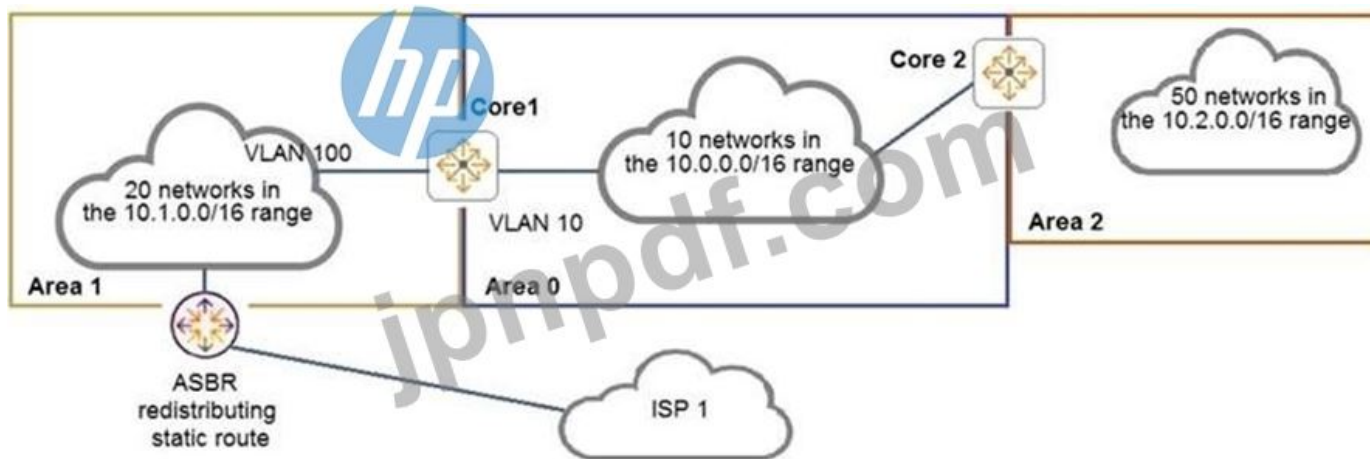 hp
Core1
VLAN 100
20 networks in
the 10.1.0.0/16 range
Area 1
VLAN 10
10 networks in
the 10.0.0.0/16 range
Area 0
Core 2
50 networks in
the 10.2.0.0/16 range
Area 2
ASBR
redistributing
static route
ISP 1
jpnpdf.com